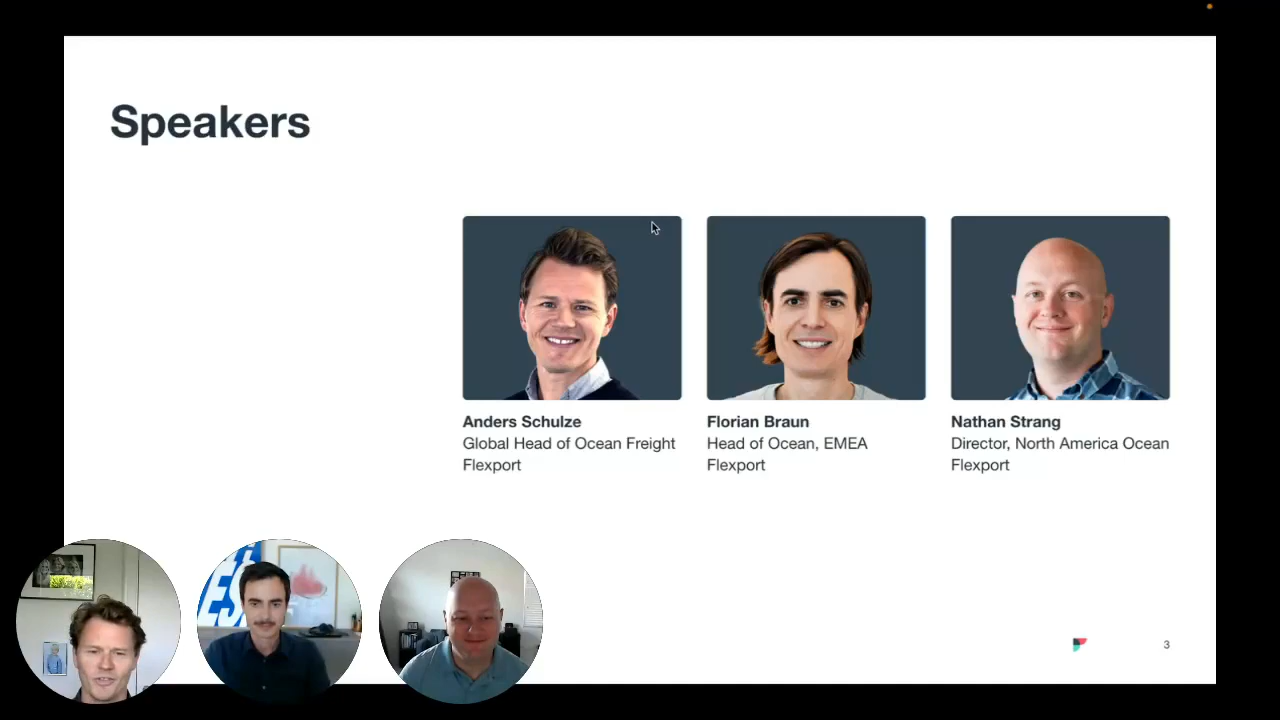 Speakers
Anders Schulze
Global Head of Ocean Freight
Flexport
Florian Braun
Head of Ocean, EMEA
Flexport
Nathan Strang
Director, North America Ocean
Flexport
ES
3